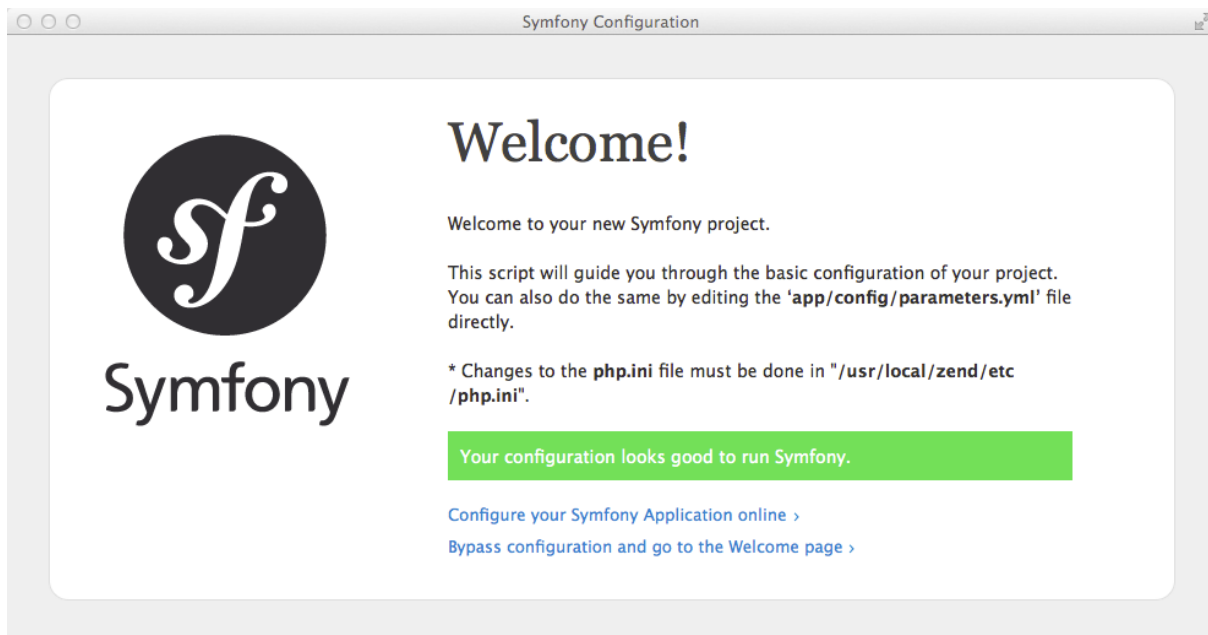 Symfony Configuration
Welcome!
Welcome to your new Symfony project.
This script will guide you through the basic configuration of your project.
You can also do the same by editing the ‘app/config/parameters.yml’ file
directly.
* Changes to the php.ini file must be done in "/usr/local/zend/etc
/php.ini".
Your configuration looks good to run Symfony.
Configure your Symfony Application online ›
Bypass configuration and go to the Welcome page ›
sf
Symfony